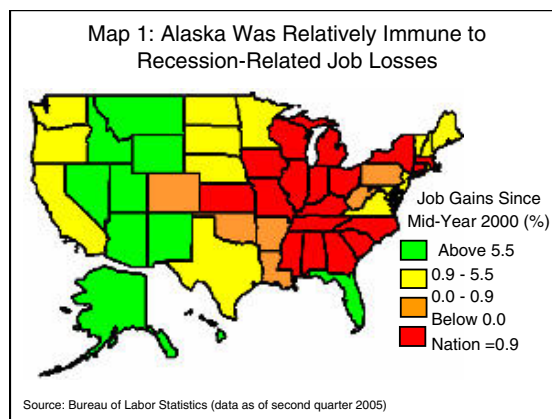 Map 1: Alaska Was Relatively Immune to
Recession-Related Job Losses
Job Gains Since
Mid-Year 2000 (%)
Above 5.5
0.9 - 5.5
0.0 - 0.9
Below 0.0
Nation =0.9
Source: Bureau of Labor Statistics (data as of second quarter 2005)